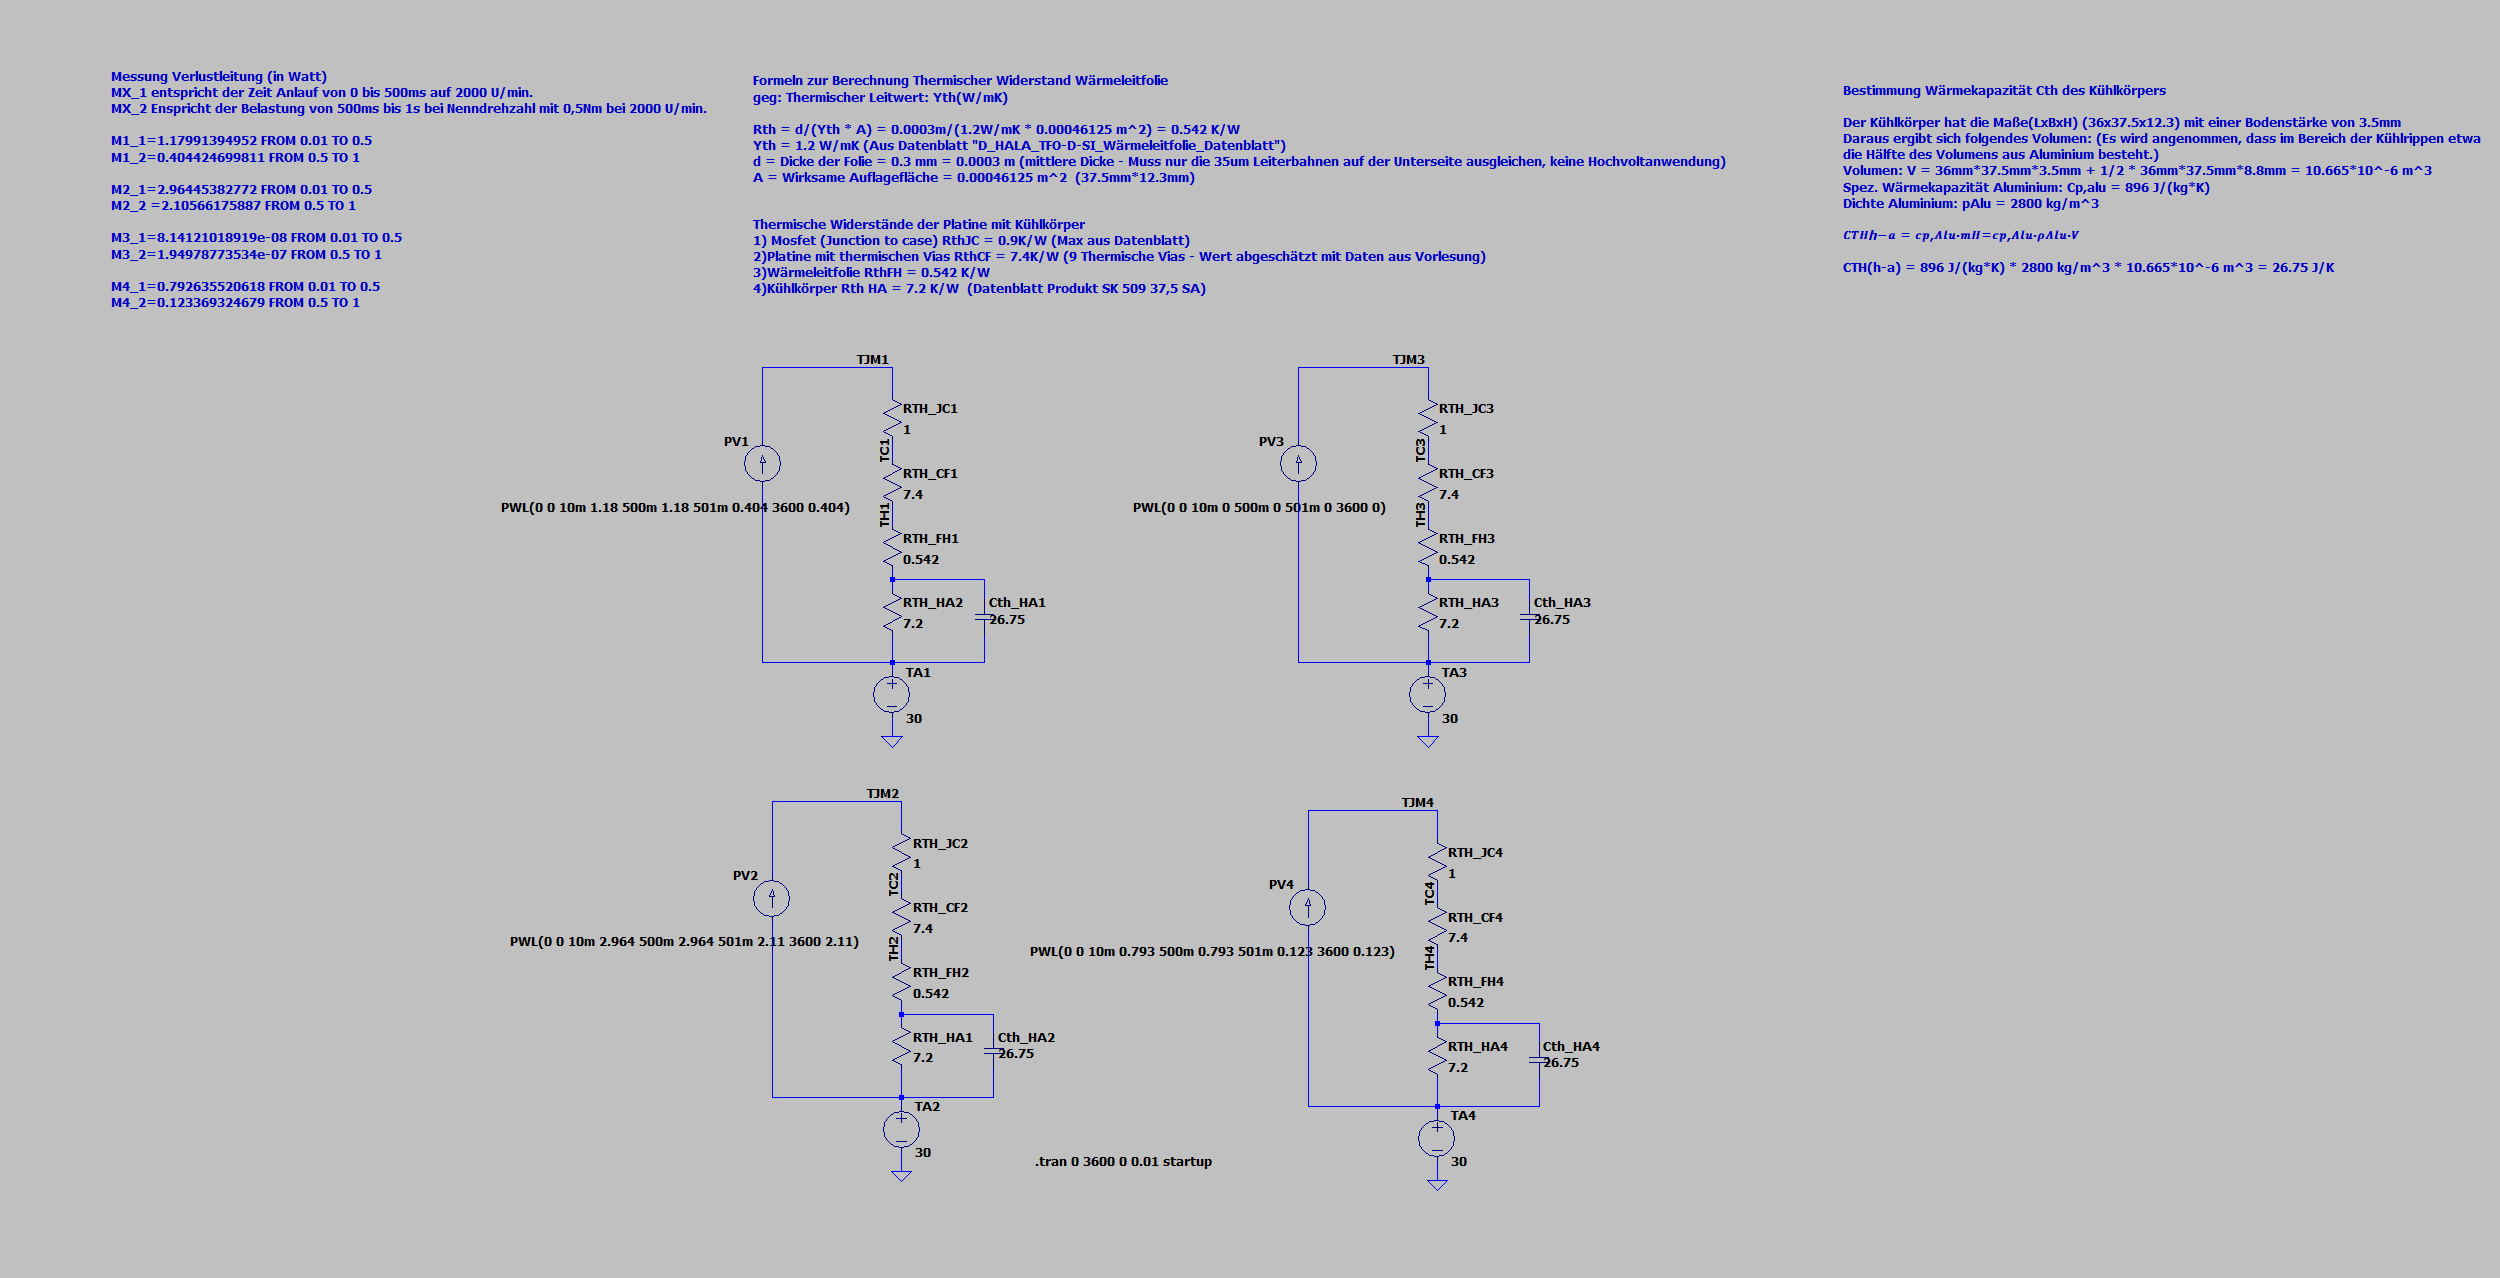 Messung Verlustleitung (in Watt)
MX_1 entspricht der Zeit Anlauf von 0 bis 500ms auf 2000 U/min.
MX_2 Enspricht der Belastung von 500ms bis 1s bei Nenndrehzahl mit 0,5Nm bei 2000 U/min.
M1_1=1.17991394952 FROM 0.01 TO 0.5
M1_2=0.404424699811 FROM 0.5 TO 1
M2_1=2.96445382772 FROM 0.01 TO 0.5
M2_2 =2.10566175887 FROM 0.5 TO 1
M3_1=8.14121018919e-08 FROM 0.01 TO 0.5
M3_2=1.94978773534e-07 FROM 0.5 TO 1
M4_1=0.792635520618 FROM 0.01 TO 0.5
M4_2=0.123369324679 FROM 0.5 TO 1
Formeln zur Berechnung Thermischer Widerstand Wärmeleitfolie
geg: Thermischer Leitwert: Yth(W/mK)
Rth = d/(Yth * A) = 0.0003m/(1.2W/mK * 0.00046125 m^2) = 0.542 K/W
Yth = 1.2 W/mK (Aus Datenblatt "D_HALA_TFO-D-SI_Wärmeleitfolie_Datenblatt")
d = Dicke der Folie = 0.3 mm = 0.0003 m (mittlere Dicke - Muss nur die 35um Leiterbahnen auf der Unterseite ausgleichen, keine Hochvoltanwendung)
A = Wirksame Auflagefläche = 0.00046125 m^2  (37.5mm*12.3mm)
Thermische Widerstände der Platine mit Kühlkörper
1) Mosfet (Junction to case) RthJC = 0.9K/W (Max aus Datenblatt)
2)Platine mit thermischen Vias RthCF = 7.4K/W (9 Thermische Vias - Wert abgeschätzt mit Daten aus Vorlesung)
3)Wärmeleitfolie RthFH = 0.542 K/W
4)Kühlkörper Rth HA = 7.2 K/W  (Datenblatt Produkt SK 509 37,5 SA)
Bestimmung Wärmekapazität Cth des Kühlkörpers
Der Kühlkörper hat die Maße(LxBxH) (36x37.5x12.3) mit einer Bodenstärke von 3.5mm
Daraus ergibt sich folgendes Volumen: (Es wird angenommen, dass im Bereich der Kühlrippen etwa
die Hälfte des Volumens aus Aluminium besteht.)
Volumen: V = 36mm*37.5mm*3.5mm + 1/2 * 36mm*37.5mm*8.8mm = 10.665*10^-6 m^3
Spez. Wärmekapazität Aluminium: Cp,alu = 896 J/(kg*K)
Dichte Aluminium: pAlu = 2800 kg/m^3
CTHh−a = cp,Alu·mH=cp,Alu·ρAlu·V
CTH(h-a) = 896 J/(kg*K) * 2800 kg/m^3 * 10.665*10^-6 m^3 = 26.75 J/K
TJM1
RTH_JC1
1
PV1
TC1
RTH_CF1
7.4
PWL(0 0 10m 1.18 500m 1.18 501m 0.404 3600 0.404)
TH1
RTH_FH1
0.542
RTH_HA2
7.2
Cth_HA1
26.75
TA1
30
TJM3
RTH_JC3
1
PV3
TC3
RTH_CF3
7.4
PWL(0 0 10m 0 500m 0 501m 0 3600 0)
TH3
RTH_FH3
0.542
RTH_HA3
7.2
Cth_HA3
26.75
TA3
30
TJM2
RTH_JC2
1
PV2
TC2
RTH_CF2
7.4
PWL(0 0 10m 2.964 500m 2.964 501m 2.11 3600 2.11)
TH2
RTH_FH2
0.542
RTH_HA1
7.2
Cth_HA2
26.75
TA2
30
TJM4
RTH_JC4
1
PV4
TC4
RTH_CF4
7.4
PWL(0 0 10m 0.793 500m 0.793 501m 0.123 3600 0.123)
TH4
RTH_FH4
0.542
RTH_HA4
7.2
Cth_HA4
26.75
TA4
30
.tran 0 3600 0 0.01 startup